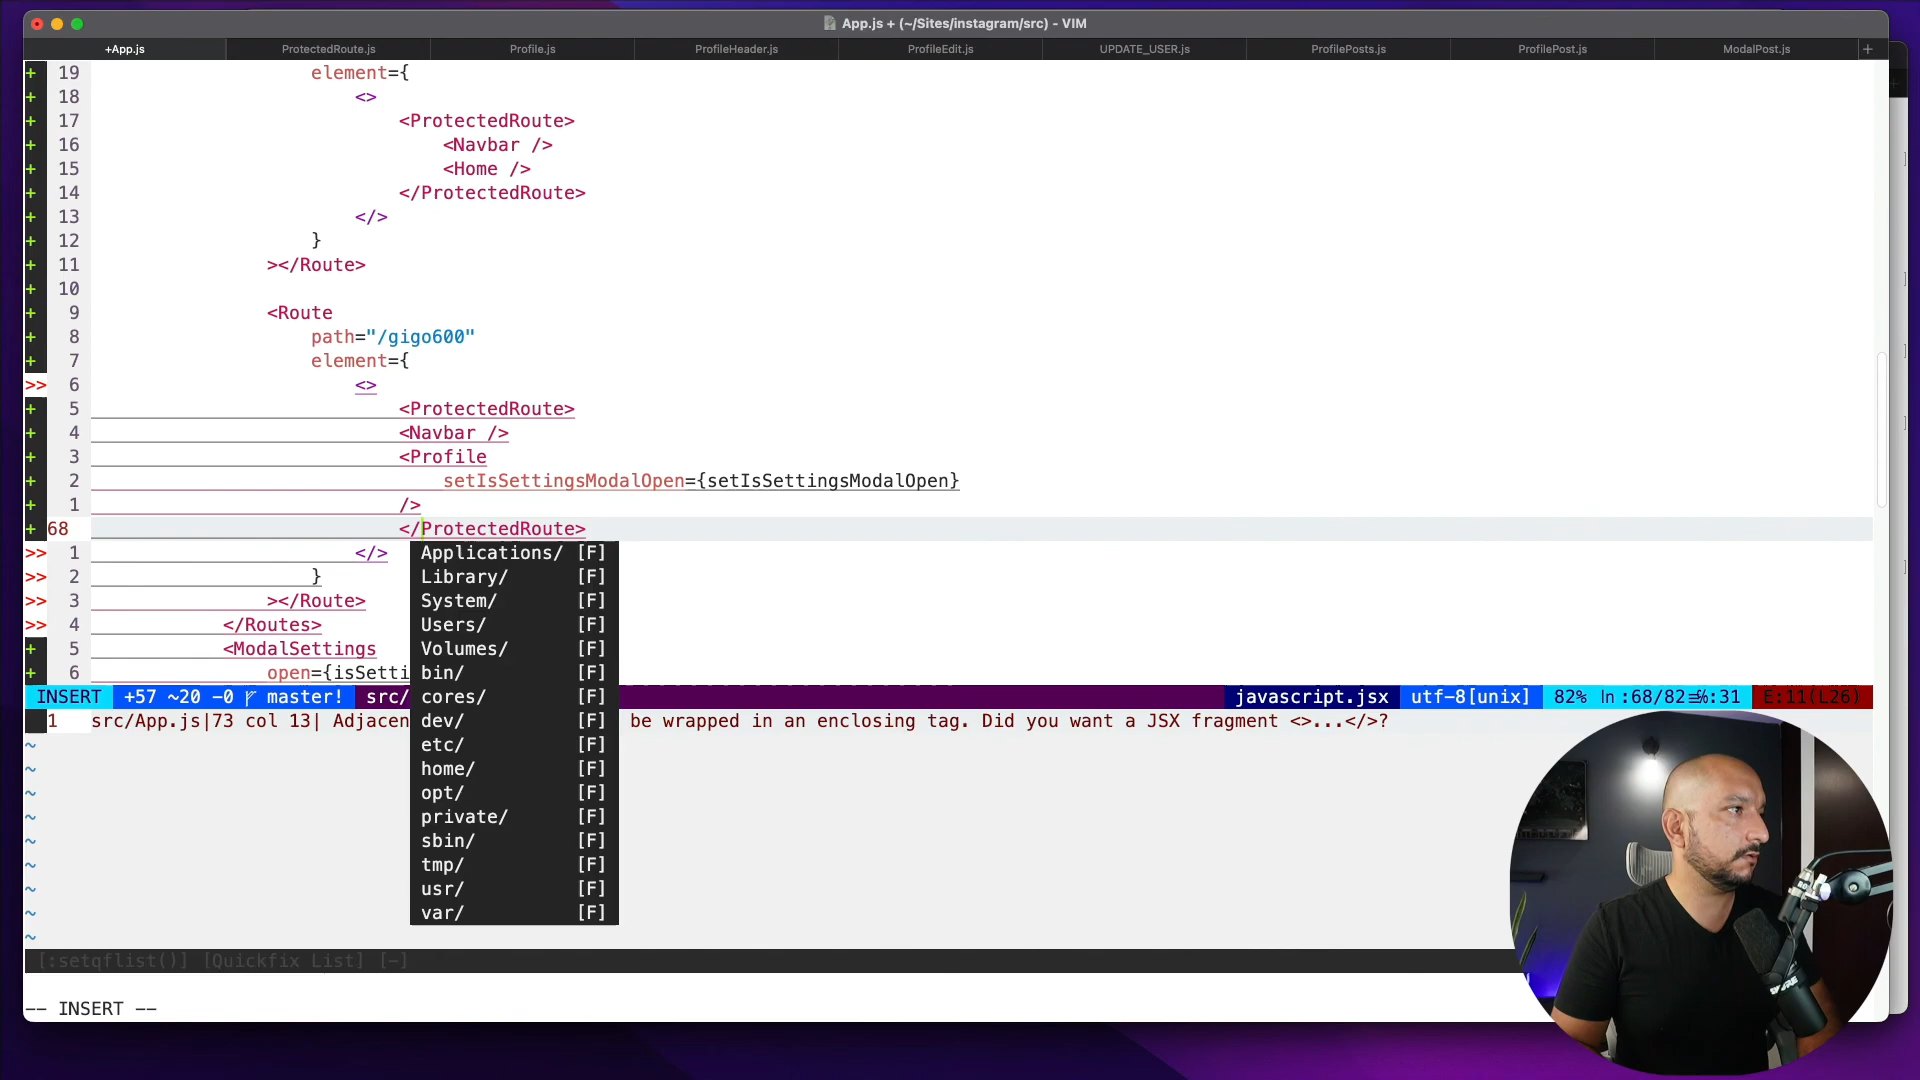 App.js + (~/Sites/instagram/src) - VIM
+App.js ProtectedRoute.js Profile.js ProfileHeader.js ProfileEdit.js UPDATE_USER.js ProfilePosts.js ProfilePost.js ModalPost.js +
+ 19 element={
+ 18 <>
+ 17 <ProtectedRoute>
+ 16 <Navbar />
+ 15 <Home />
+ 14 </ProtectedRoute>
+ 13 </>
+ 12 }
+ 11 ></Route>
+ 10
+ 9 <Route
+ 8 path="/gigo600"
+ 7 element={
>> 6 <>
+ 5 <ProtectedRoute>
+ 4 <Navbar />
+ 3 <Profile
+ 2 setIsSettingsModalOpen={setIsSettingsModalOpen}
+ 1 />
+ 68 </ProtectedRoute>
>> 1 </> Applications/ [F]
>> 2 } Library/ [F]
>> 3 ></Route> System/ [F]
>> 4 </Routes> Users/ [F]
+ 5 <ModalSettings Volumes/ [F]
+ 6 open={isSetti bin/ [F]
INSERT +57 ~20 -0 master! src/ cores/ [F] javascript.jsx utf-8[unix] 82% ln :68/82 :31 E:11(L26)
1 src/App.js|73 col 13| Adjacen dev/ [F] be wrapped in an enclosing tag. Did you want a JSX fragment <>...</>?
~ etc/ [F]
~ home/ [F]
~ opt/ [F]
~ private/ [F]
~ sbin/ [F]
~ tmp/ [F]
~ usr/ [F]
~ var/ [F]
~
[:setqflist()] [Quickfix List] [-]
-- INSERT --